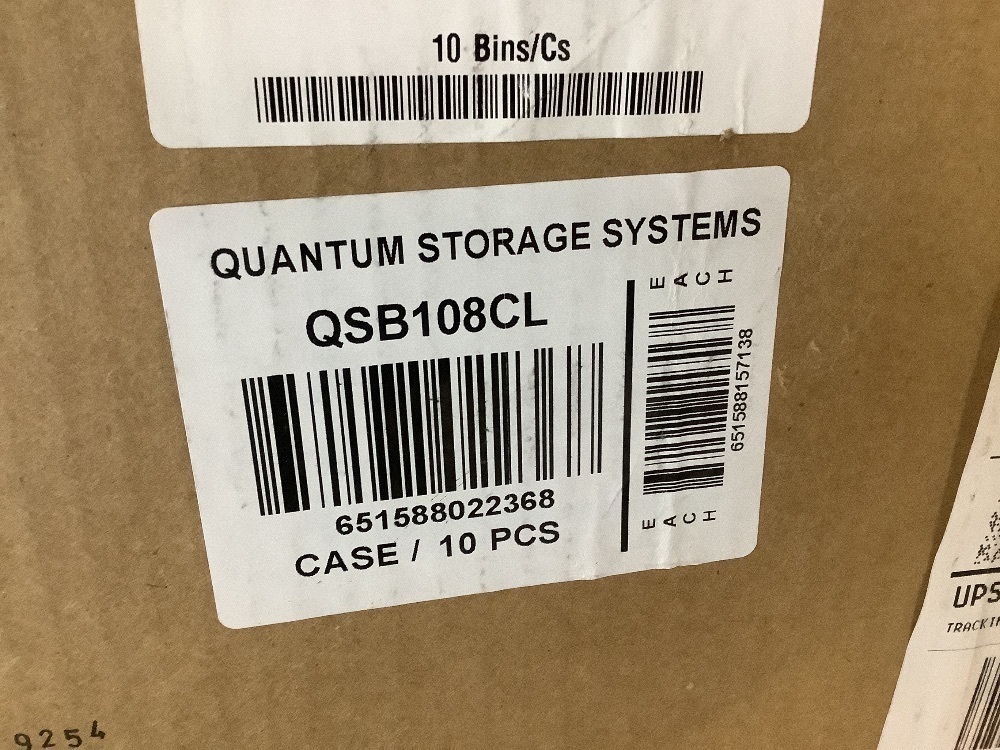 10 Bins/Cs
QUANTUM STORAGE SYSTEMS
QSB108CL
651588022368
CASE / 10 PCS
EACH
651588157138
EACH
UPS
9254